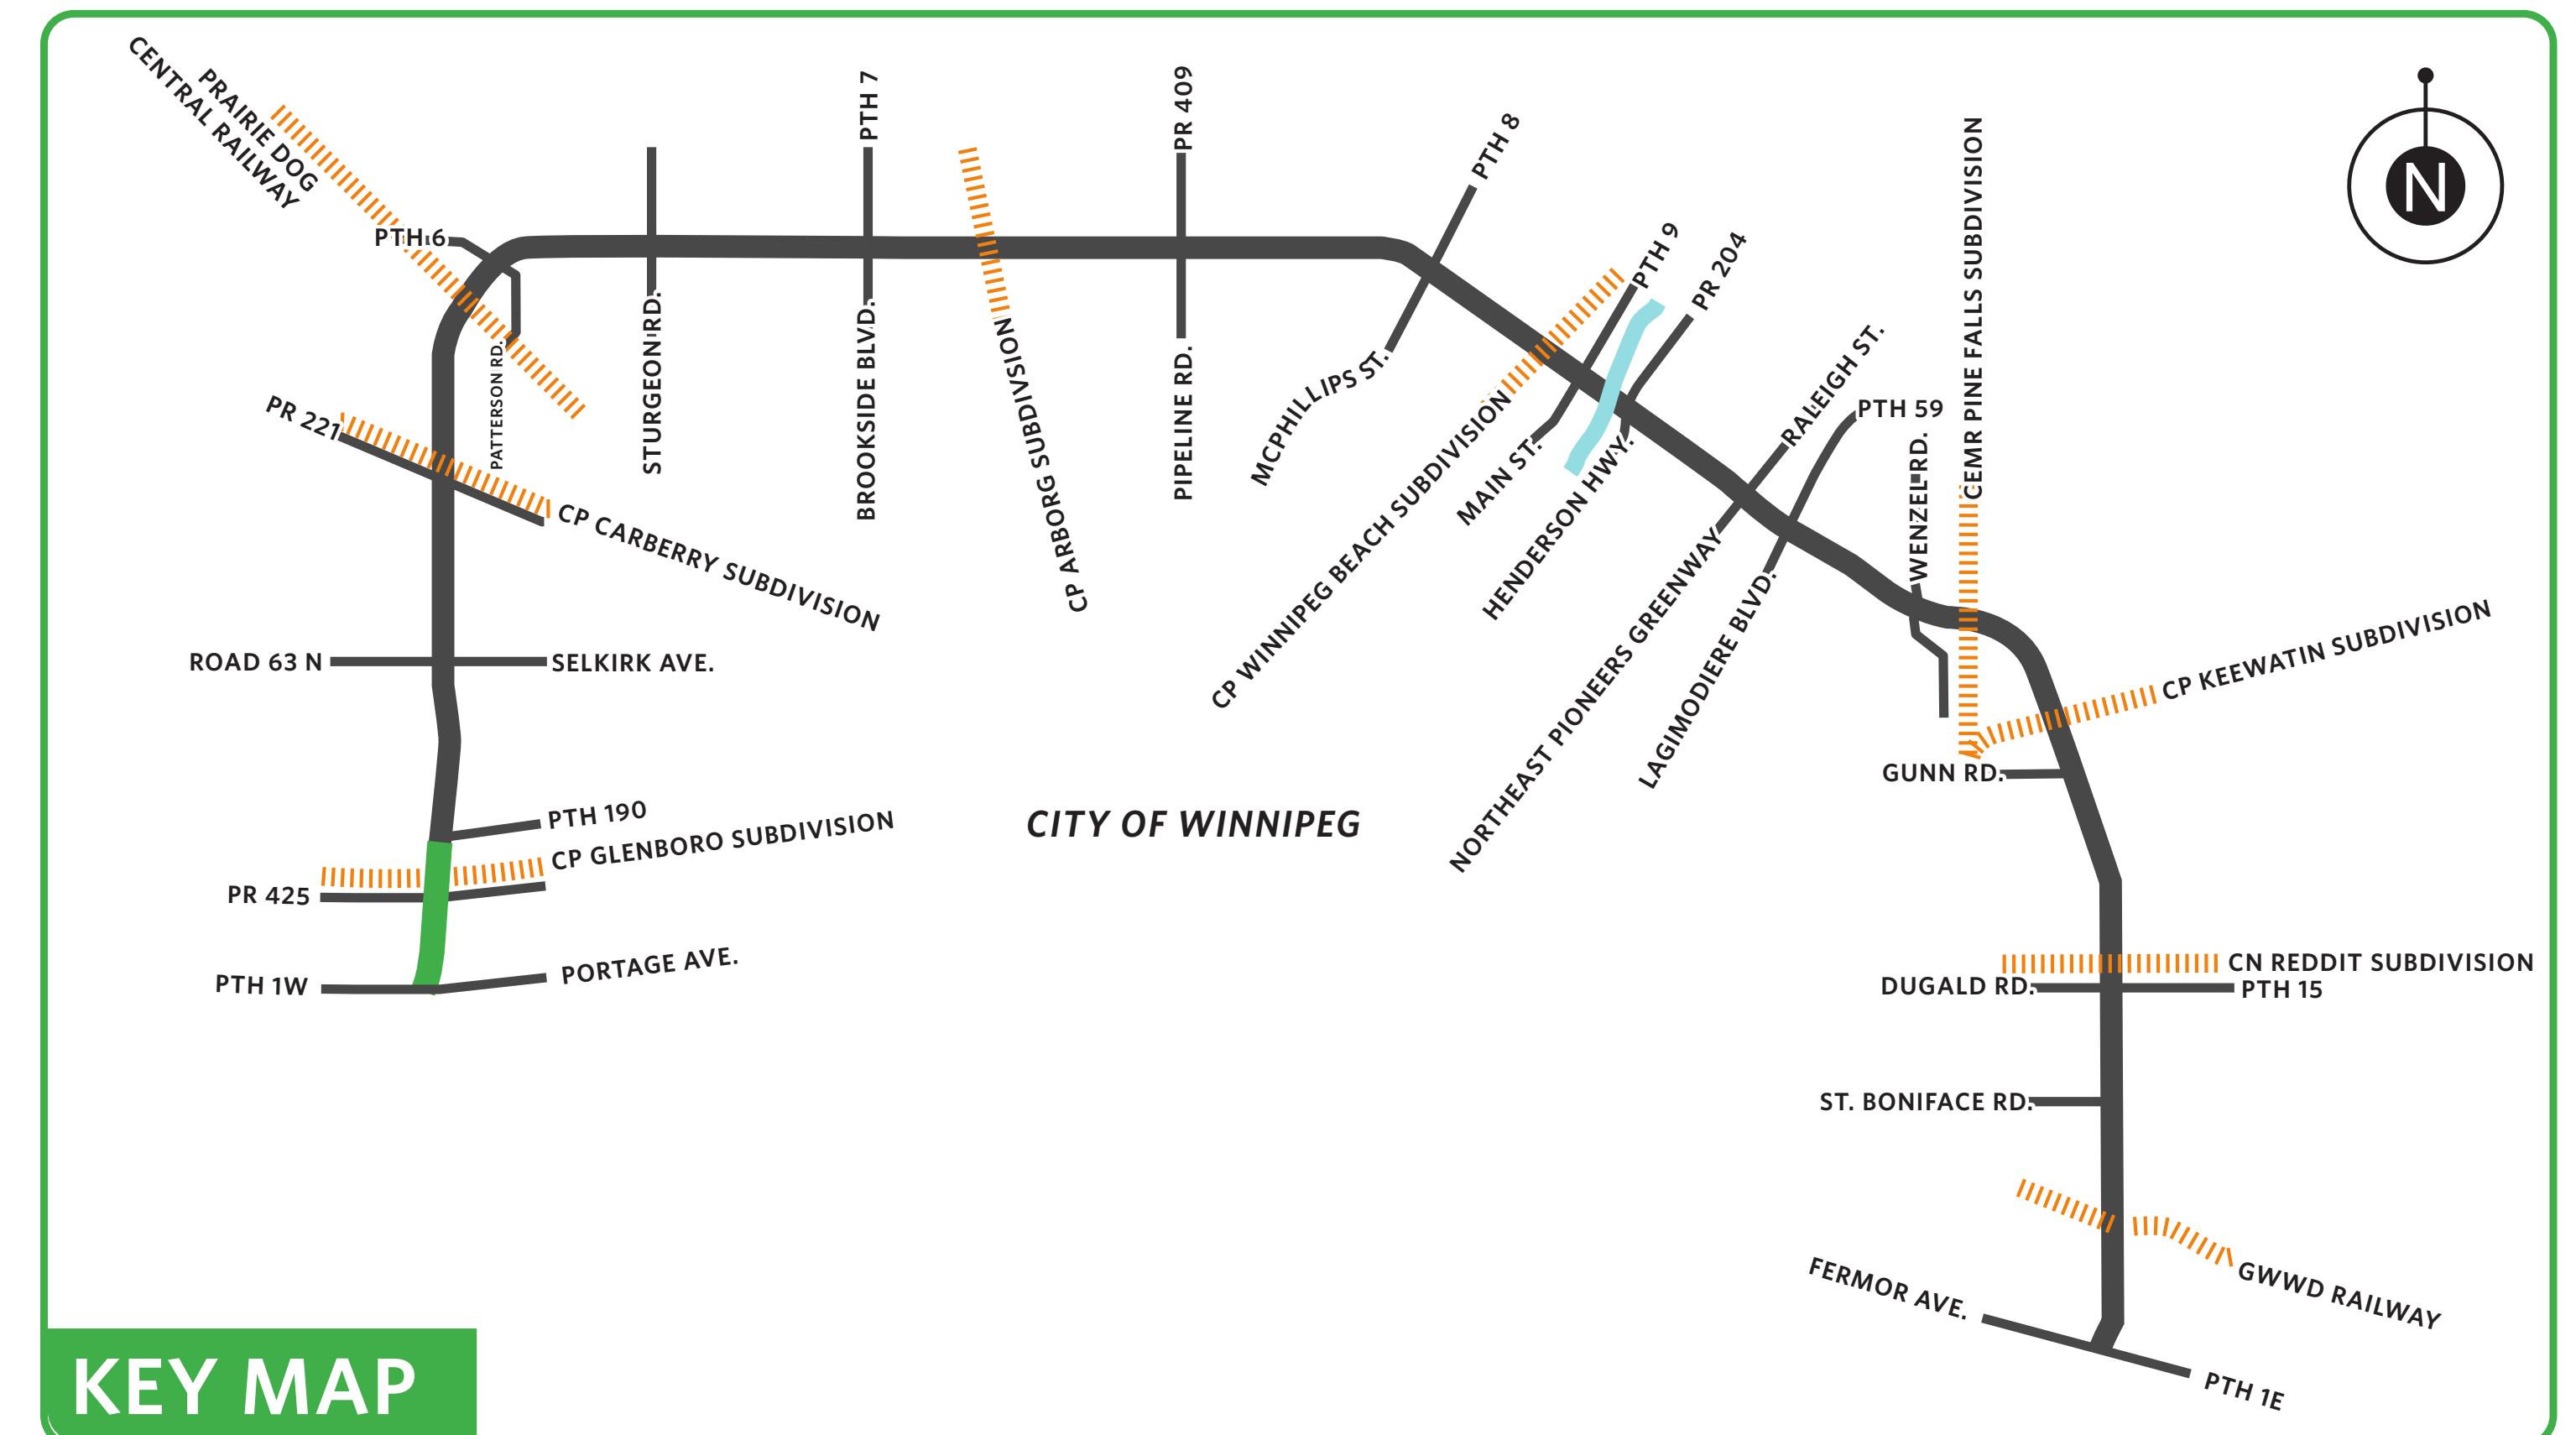 PRAIRIE DOG
CENTRAL RAILWAY
PTH 6
PATTERSON RD.
STURGEON RD.
PTH 7
BROOKSIDE BLVD.
CP ARBORG SUBDIVISION
PR 409
PIPELINE RD.
PTH 8
MCPHILLIPS ST.
CP WINNIPEG BEACH SUBDIVISION
PTH 9
MAIN ST.
PR 204
HENDERSON HWY.
RALEIGH ST.
NORTHEAST PIONEERS GREENWAY
PTH 59
LAGIMODIERE BLVD.
WENZEL RD.
CEMR PINE FALLS SUBDIVISION
N
PR 221
CP CARBERRY SUBDIVISION
ROAD 63 N
SELKIRK AVE.
CP KEEWATIN SUBDIVISION
GUNN RD.
PTH 190
CP GLENBORO SUBDIVISION
PR 425
CITY OF WINNIPEG
PTH 1W
PORTAGE AVE.
CN REDDIT SUBDIVISION
DUGALD RD.
PTH 15
ST. BONIFACE RD.
GWWD RAILWAY
FERMOR AVE.
PTH 1E
KEY MAP